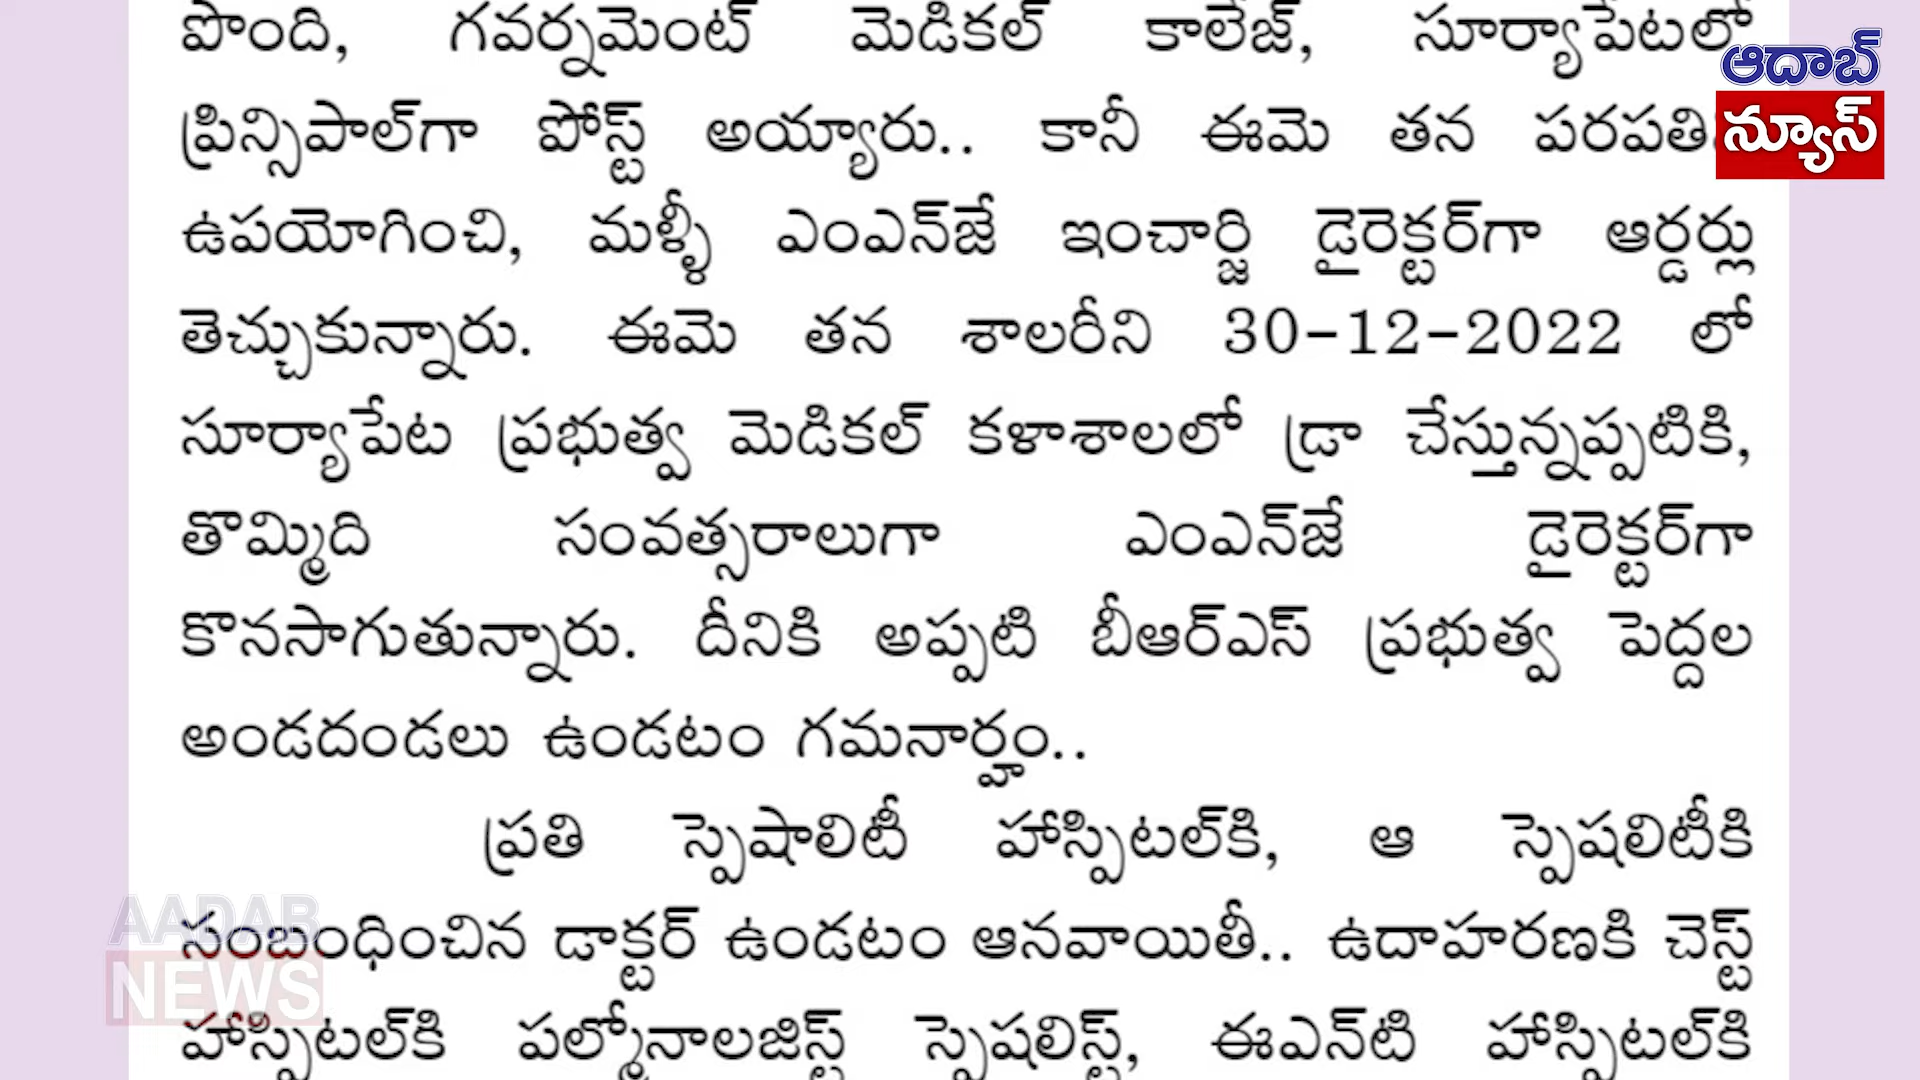 పొంది, గవర్నమెంట్ మెడికల్ కాలేజ్, సూర్యాపేటలో
ప్రిన్సిపాల్‌గా పోస్ట్ అయ్యారు.. కానీ ఈమె తన
ఉపయోగించి, మళ్ళీ ఎంఎన్‌జే ఇంచార్జి డైరెక్టర్‌గా ఆర్డర్లు
తెచ్చుకున్నారు. ఈమె తన శాలరీని 30-12-2022 లో
సూర్యాపేట ప్రభుత్వ మెడికల్ కళాశాలలో డ్రా చేస్తున్నప్పటికి,
తొమ్మిది సంవత్సరాలుగా ఎంఎన్‌జే డైరెక్టర్‌గా
కొనసాగుతున్నారు. దీనికి అప్పటి బీఆర్ఎస్ ప్రభుత్వ పెద్దల
అండదండలు ఉండటం గమనార్హం..
ప్రతి స్పెషాలిటీ హాస్పిటల్‌కి, ఆ స్పెషలిటీకి
సంబంధించిన డాక్టర్ ఉండటం ఆనవాయితీ.. ఉదాహరణకి చెస్ట్
హాస్పిటల్‌కి పల్మోనాలజిస్ట్ స్పెషలిస్ట్, ఈఎన్‌టి హాస్పిటల్‌కి
ఆదాబ్
న్యూస్
AADAB
NEWS